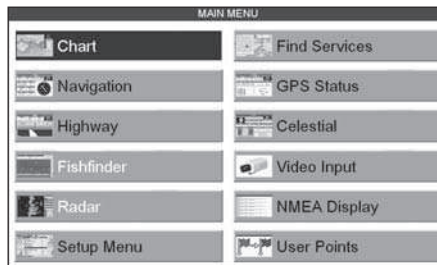 MAIN MENU
Chart
Find Services
Navigation
GPS Status
Highway
Celestial
Fishfinder
Video Input
Radar
NMEA Display
Setup Menu
User Points